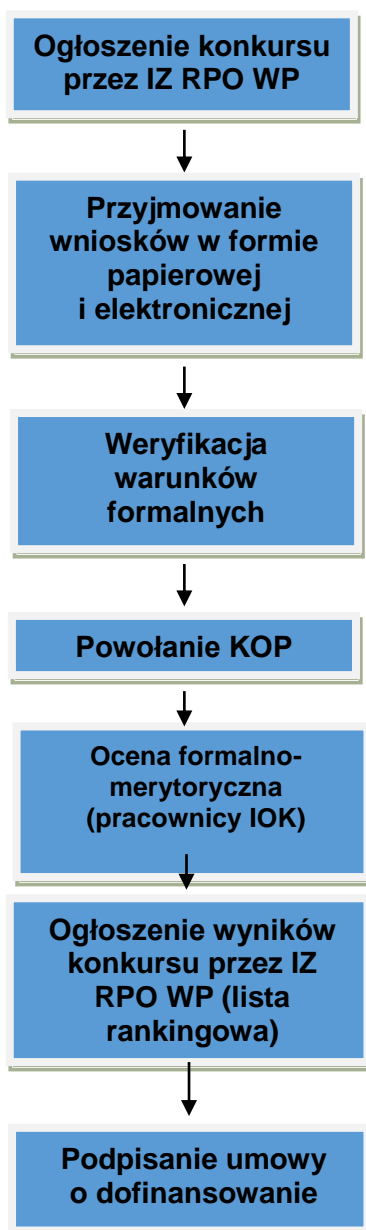 Ogłoszenie konkursu
przez IZ RPO WP
Przyjmowanie
wniosków w formie
papierowej
i elektronicznej
Weryfikacja
warunków
formalnych
Powołanie KOP
Ocena formalno-
merytoryczna
(pracownicy IOK)
Ogłoszenie wyników
konkursu przez IZ
RPO WP (lista
rankingowa)
Podpisanie umowy
o dofinansowanie